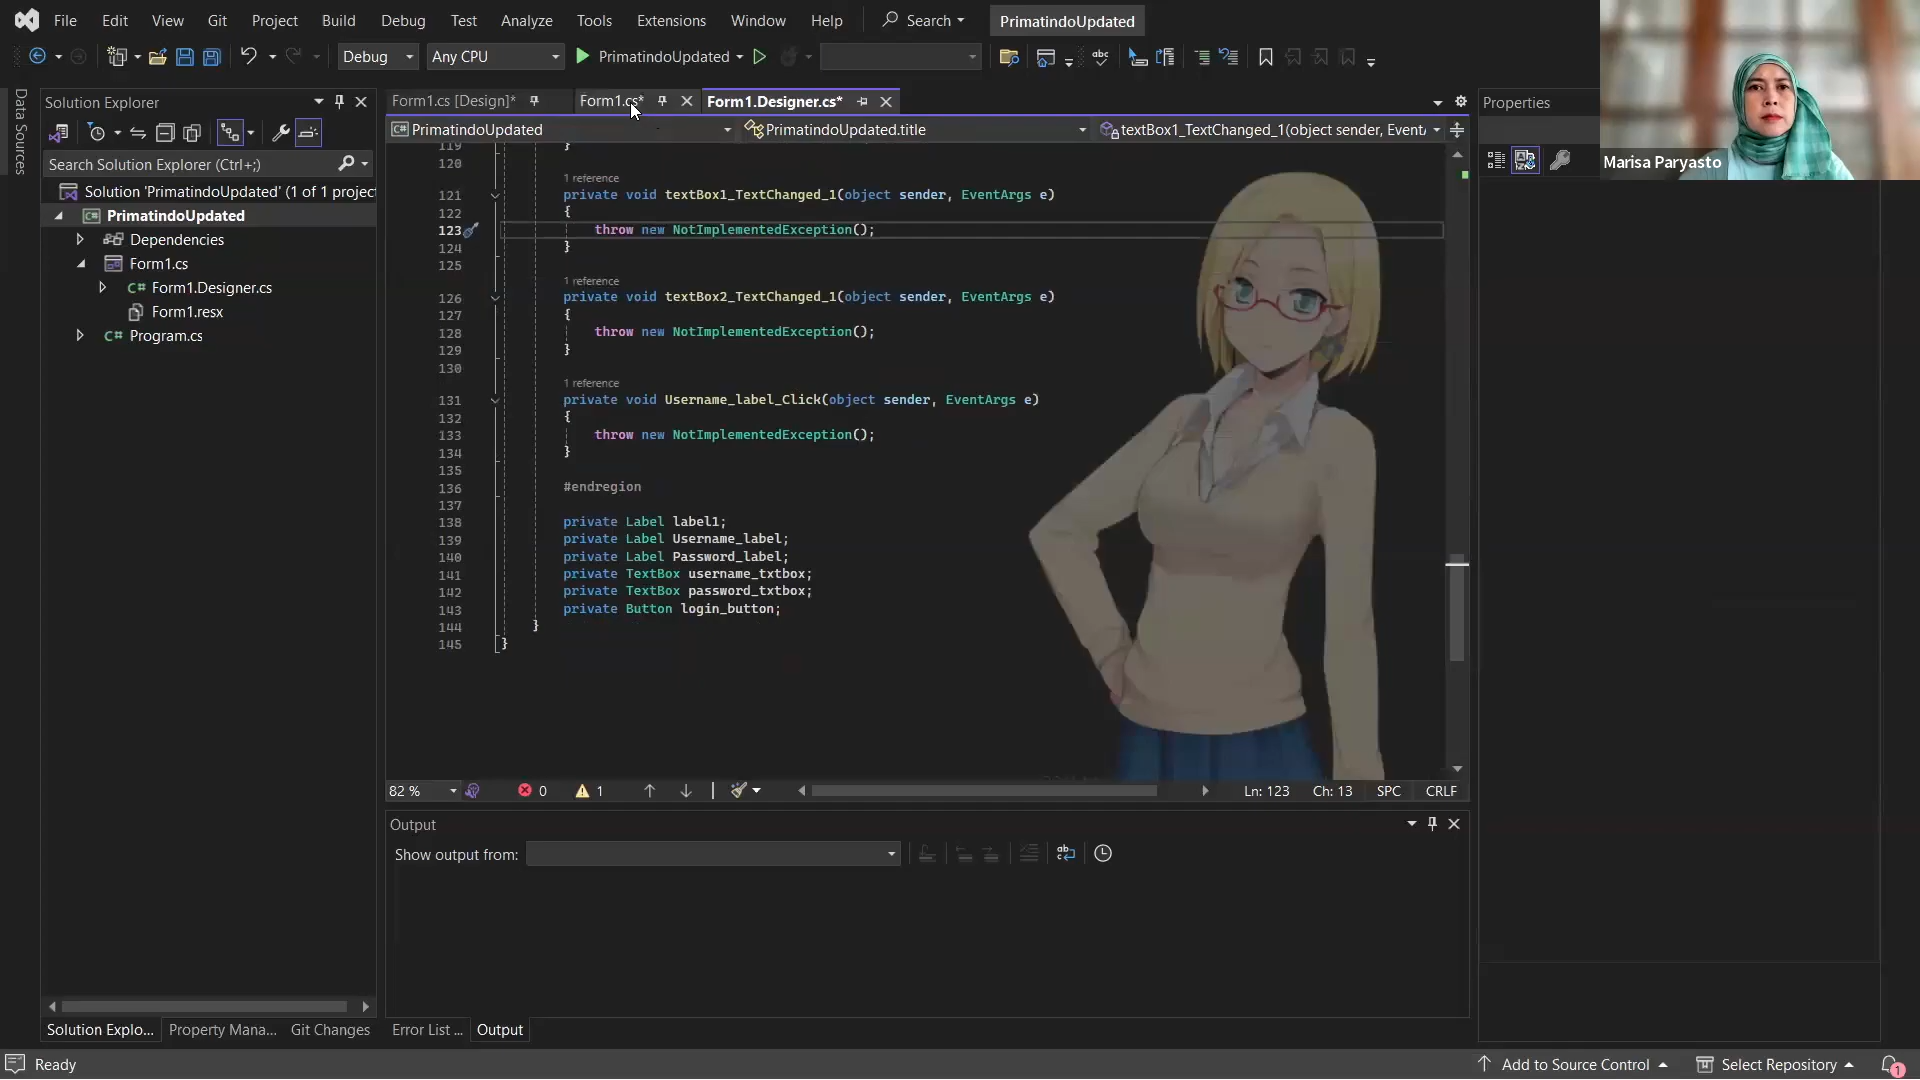 File Edit View Git Project Build Debug Test Analyze Tools Extensions Window Help Search PrimatindoUpdated
Debug Any CPU PrimatindoUpdated
Data Sources
Solution Explorer
Search Solution Explorer (Ctrl+;)
Solution 'PrimatindoUpdated' (1 of 1 project
PrimatindoUpdated
Dependencies
Form1.cs
Form1.Designer.cs
Form1.resx
Program.cs
Form1.cs [Design]* Form1.cs* Form1.Designer.cs*
PrimatindoUpdated PrimatindoUpdated.title textBox1_TextChanged_1(object sender, EventA
119 }
120
1 reference
121 private void textBox1_TextChanged_1(object sender, EventArgs e)
122 {
123 throw new NotImplementedException();
124 }
125
1 reference
126 private void textBox2_TextChanged_1(object sender, EventArgs e)
127 {
128 throw new NotImplementedException();
129 }
130
1 reference
131 private void Username_label_Click(object sender, EventArgs e)
132 {
133 throw new NotImplementedException();
134 }
135
136 #endregion
137
138 private Label label1;
139 private Label Username_label;
140 private Label Password_label;
141 private TextBox username_txtbox;
142 private TextBox password_txtbox;
143 private Button login_button;
144 }
145 }
82 % 0 1 Ln: 123 Ch: 13 SPC CRLF
Output
Show output from:
Solution Explo... Property Mana... Git Changes Error List ... Output
Properties
Marisa Paryasto
Ready Add to Source Control Select Repository 1